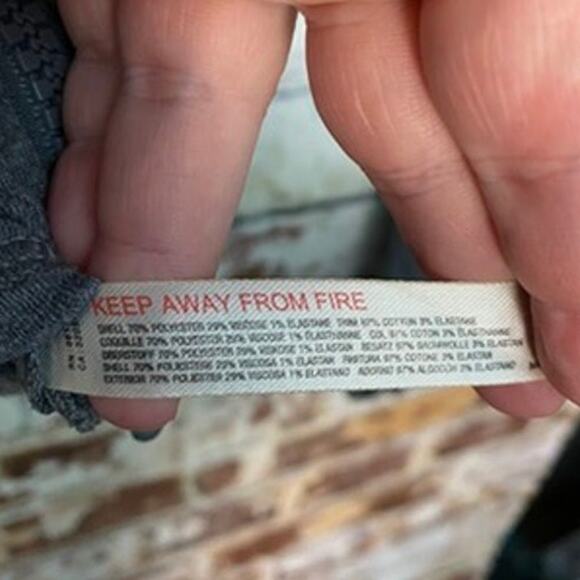 KEEP AWAY FROM FIRE
SHELL 70% POLYESTER 29% VISCOSE 1% ELASTANE TRIM 97% COTTON 3% ELASTANE
COQUILLE 70% POLYESTER 29% VISCOSE 1% ELASTHANNE COL 97% COTON 3% ELASTHANNE
OBERSTOFF 70% POLYESTER 29% VISKOSE 1% ELASTAN BESATZ 97% BAUMWOLLE 3% ELASTAN
SHELL 70% POLIESTERE 29% VISCOSA 1% ELASTAN FINITURA 97% COTONE 3% ELASTAN
EXTERIOR 70% POLIESTER 29% VISCOSA 1% ELASTANO ADORNO 97% ALGODÓN 3% ELASTANO
RN
CA